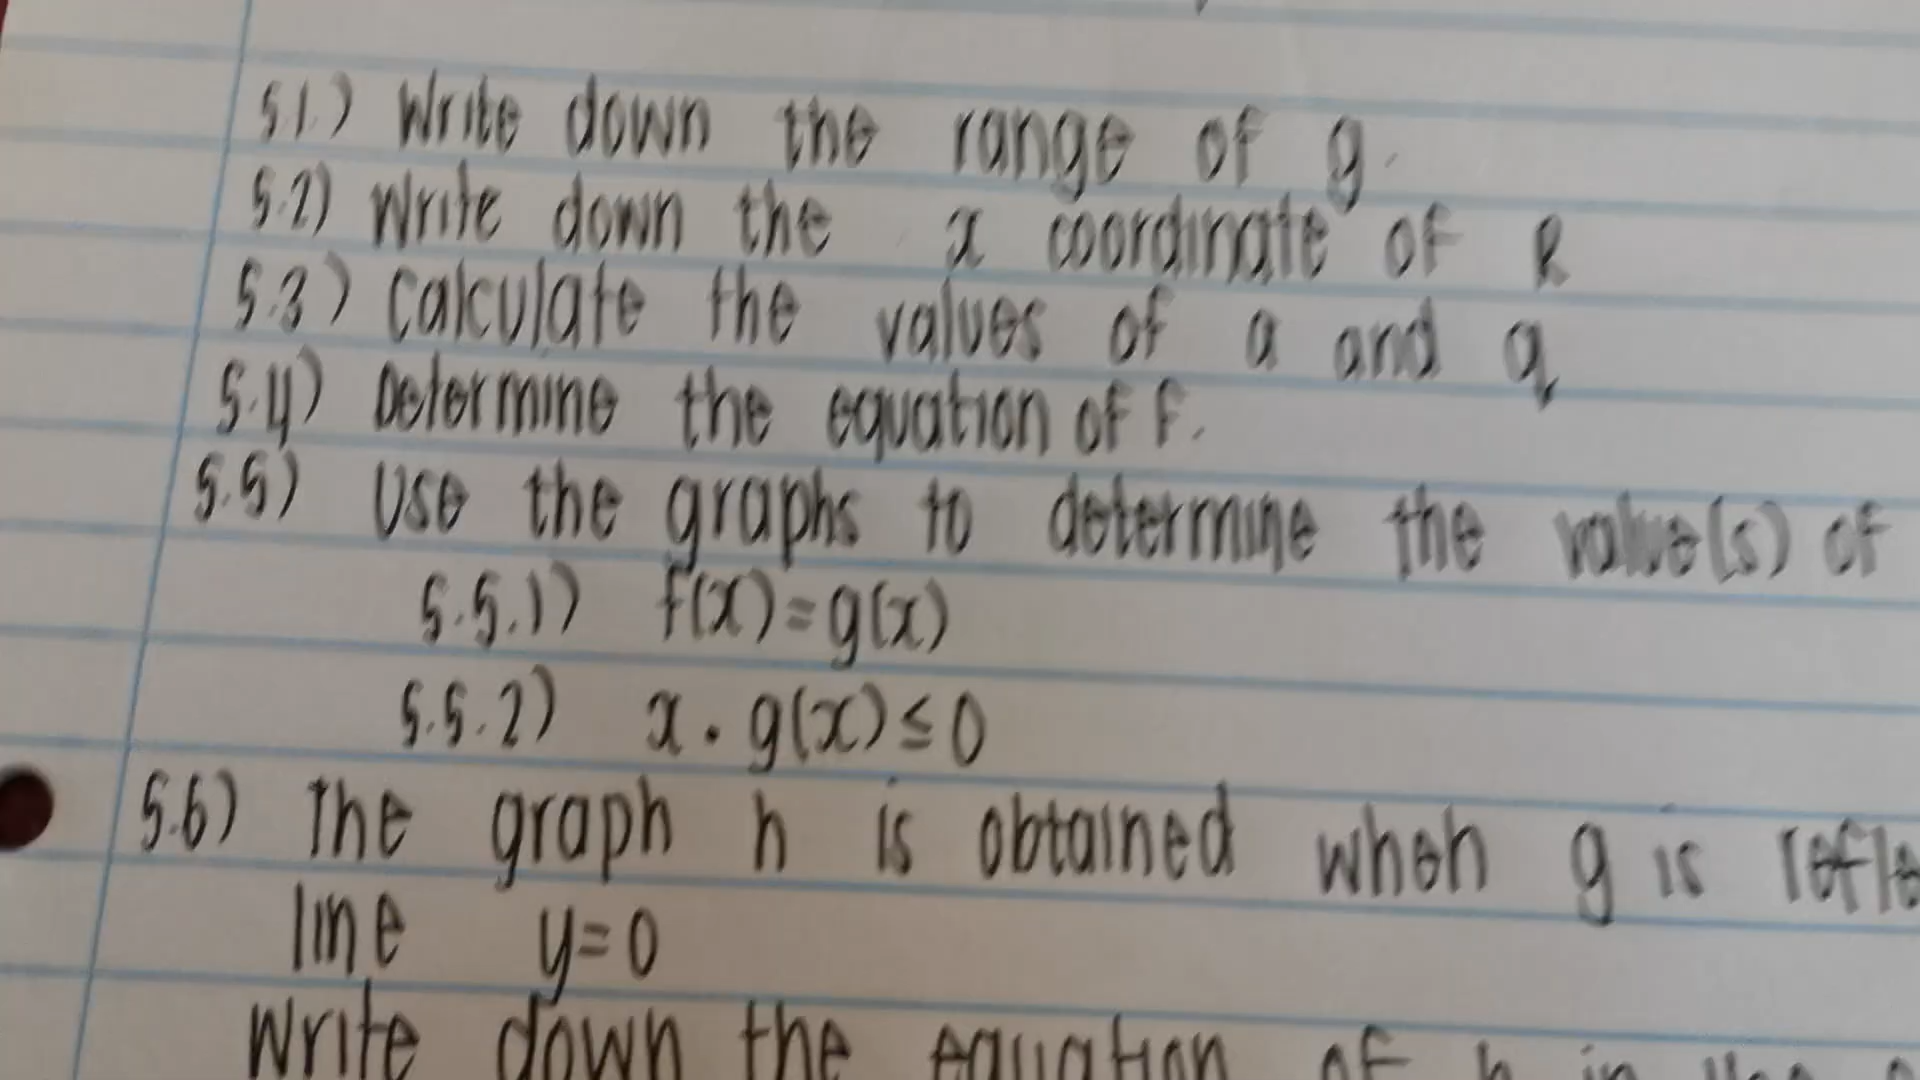 5.1.) Write down the range of g.
5.2) Write down the x coordinate of R
5.3) Calculate the values of a and q
5.4) Determine the equation of f.
5.5) Use the graphs to determine the value(s) of
5.5.1) f(x)=g(x)
5.5.2) x . g(x) ≤ 0
5.6) The graph h is obtained when g is
line y=0
Write down the equation of h in